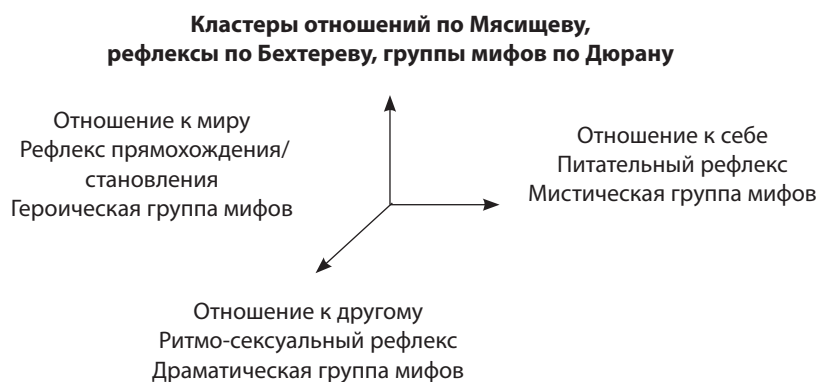 Кластеры отношений по Мясищеву,
рефлексы по Бехтереву, группы мифов по Дюрану
Отношение к миру
Рефлекс прямохождения/
становления
Героическая группа мифов
Отношение к себе
Питательный рефлекс
Мистическая группа мифов
Отношение к другому
Ритмо-сексуальный рефлекс
Драматическая группа мифов